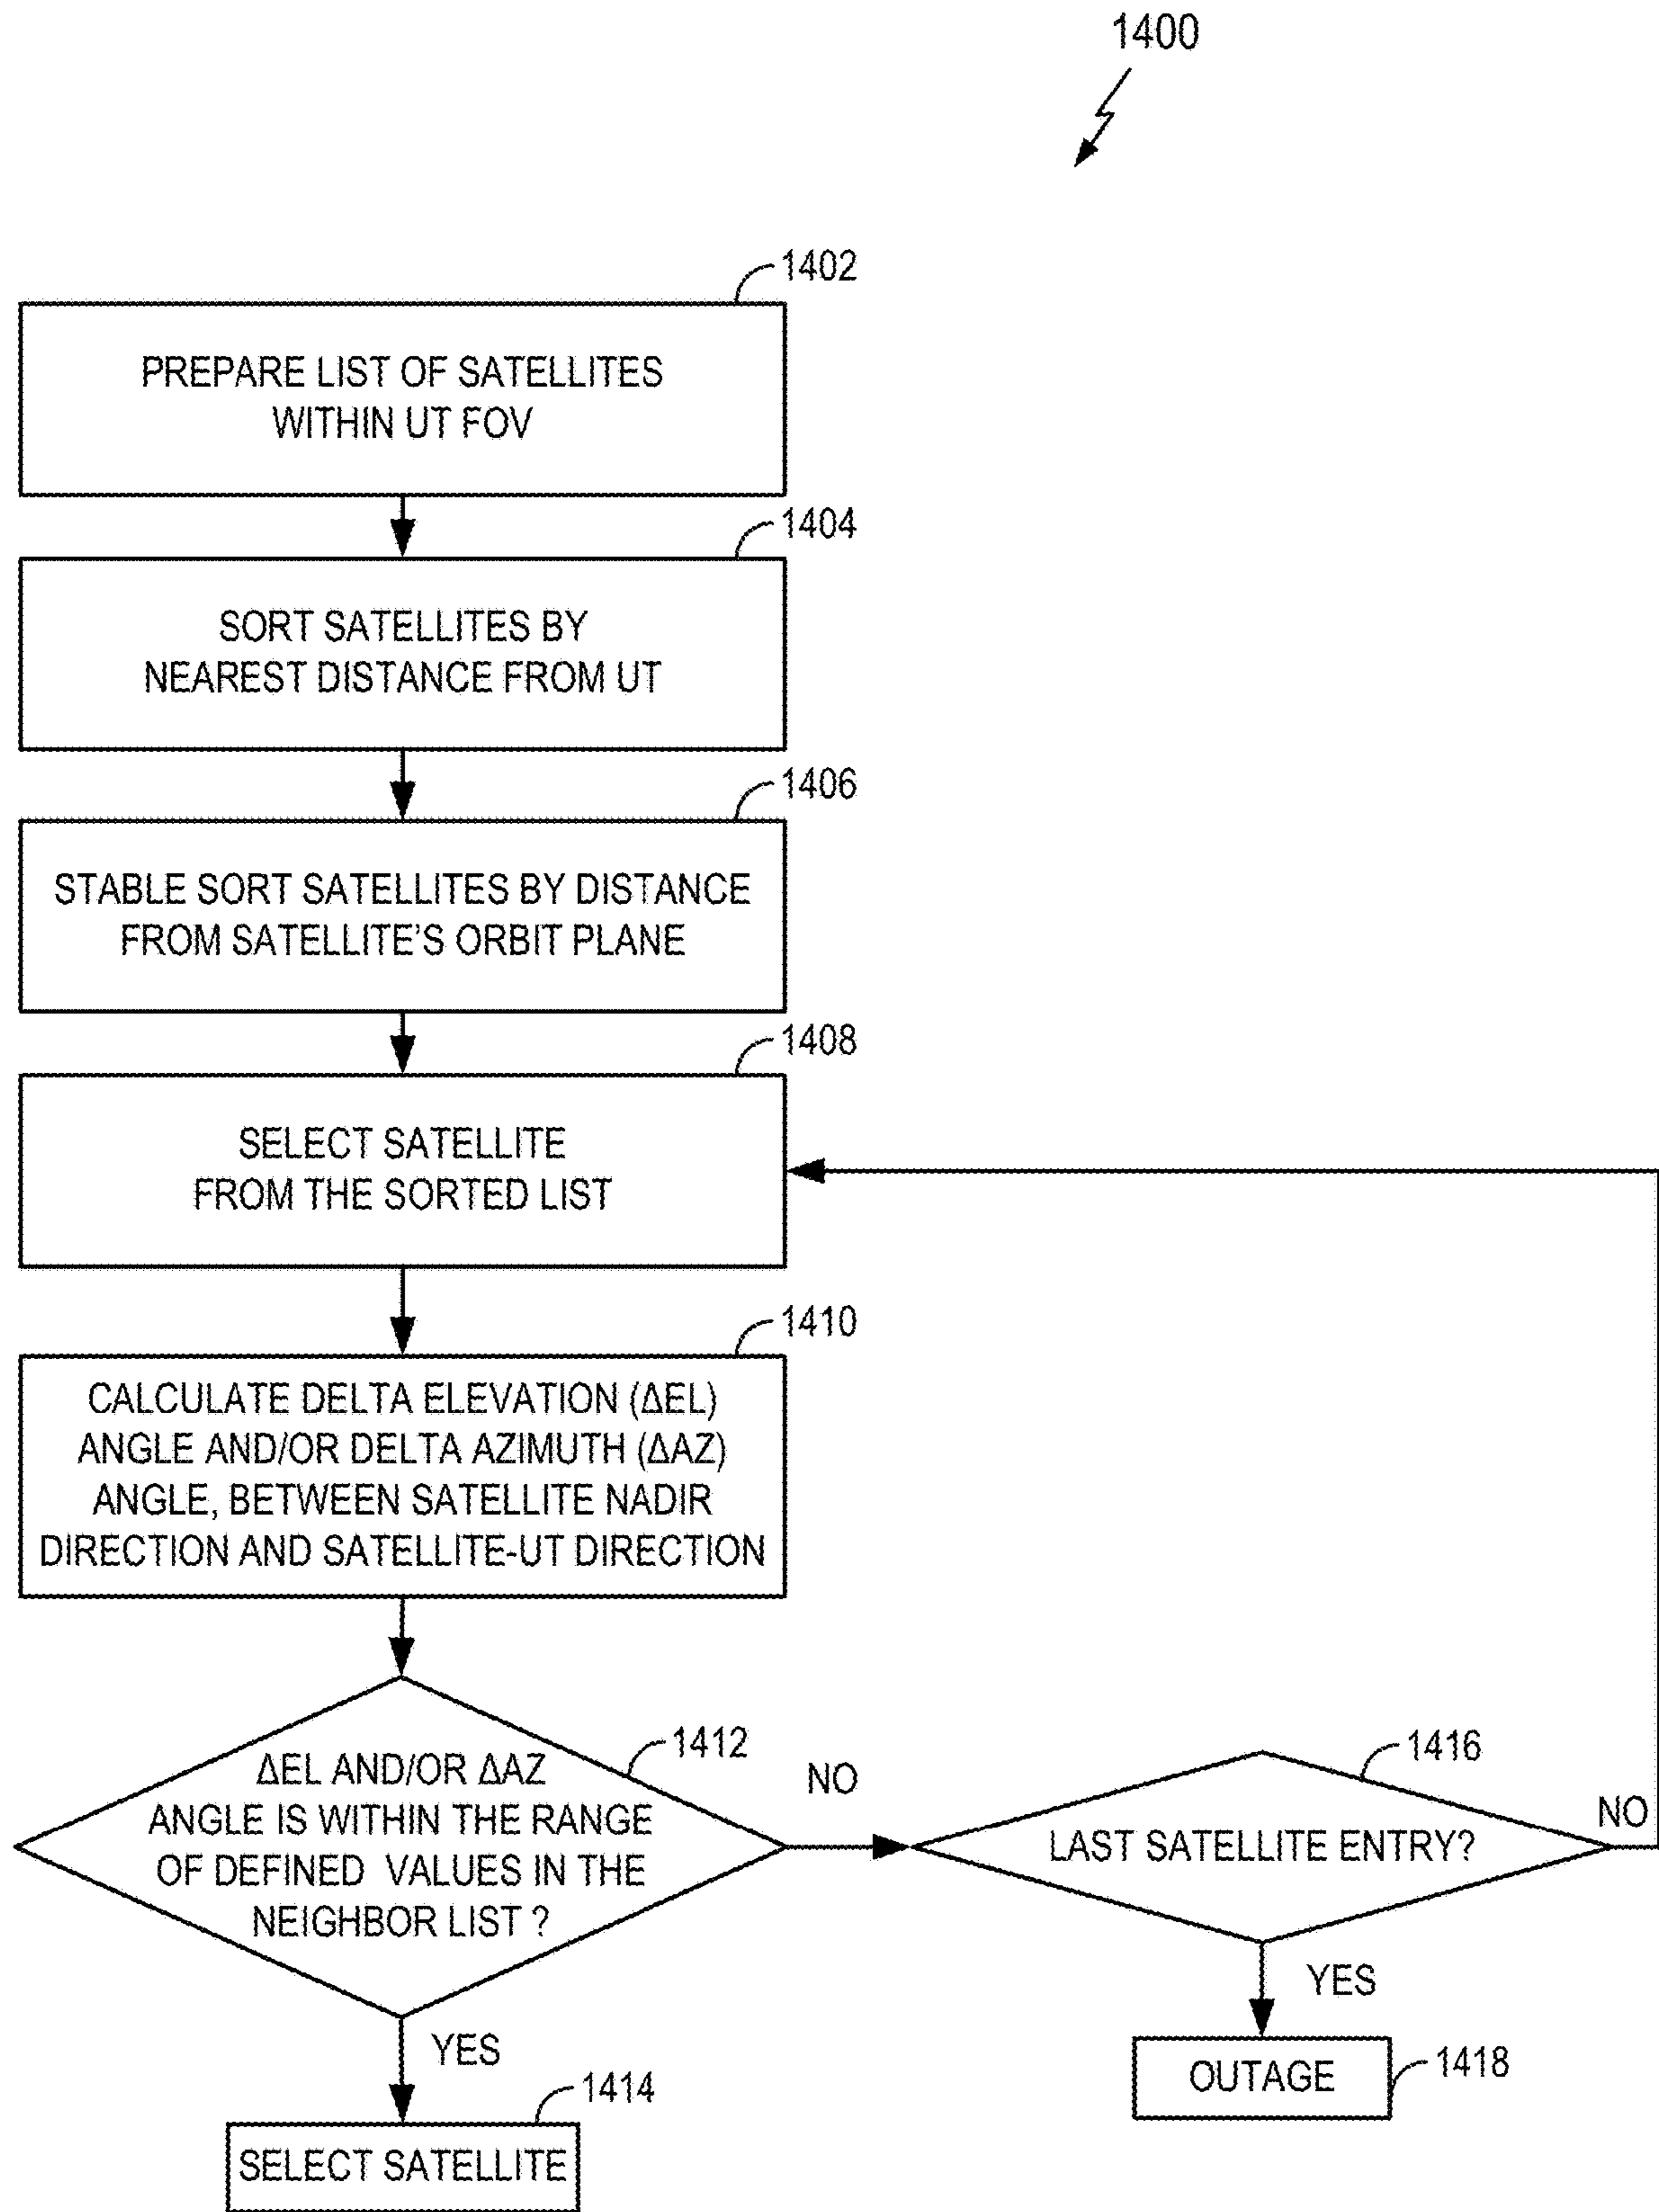 1400
1402
PREPARE LIST OF SATELLITES
WITHIN UT FOV
1404
SORT SATELLITES BY
NEAREST DISTANCE FROM UT
1406
STABLE SORT SATELLITES BY DISTANCE
FROM SATELLITE'S ORBIT PLANE
1408
SELECT SATELLITE
FROM THE SORTED LIST
1410
CALCULATE DELTA ELEVATION (ΔEL)
ANGLE AND/OR DELTA AZIMUTH (ΔAZ)
ANGLE, BETWEEN SATELLITE NADIR
DIRECTION AND SATELLITE-UT DIRECTION
1412
ΔEL AND/OR ΔAZ
ANGLE IS WITHIN THE RANGE
OF DEFINED VALUES IN THE
NEIGHBOR LIST ?
NO
1416
LAST SATELLITE ENTRY?
NO
YES
1414
SELECT SATELLITE
YES
OUTAGE
1418